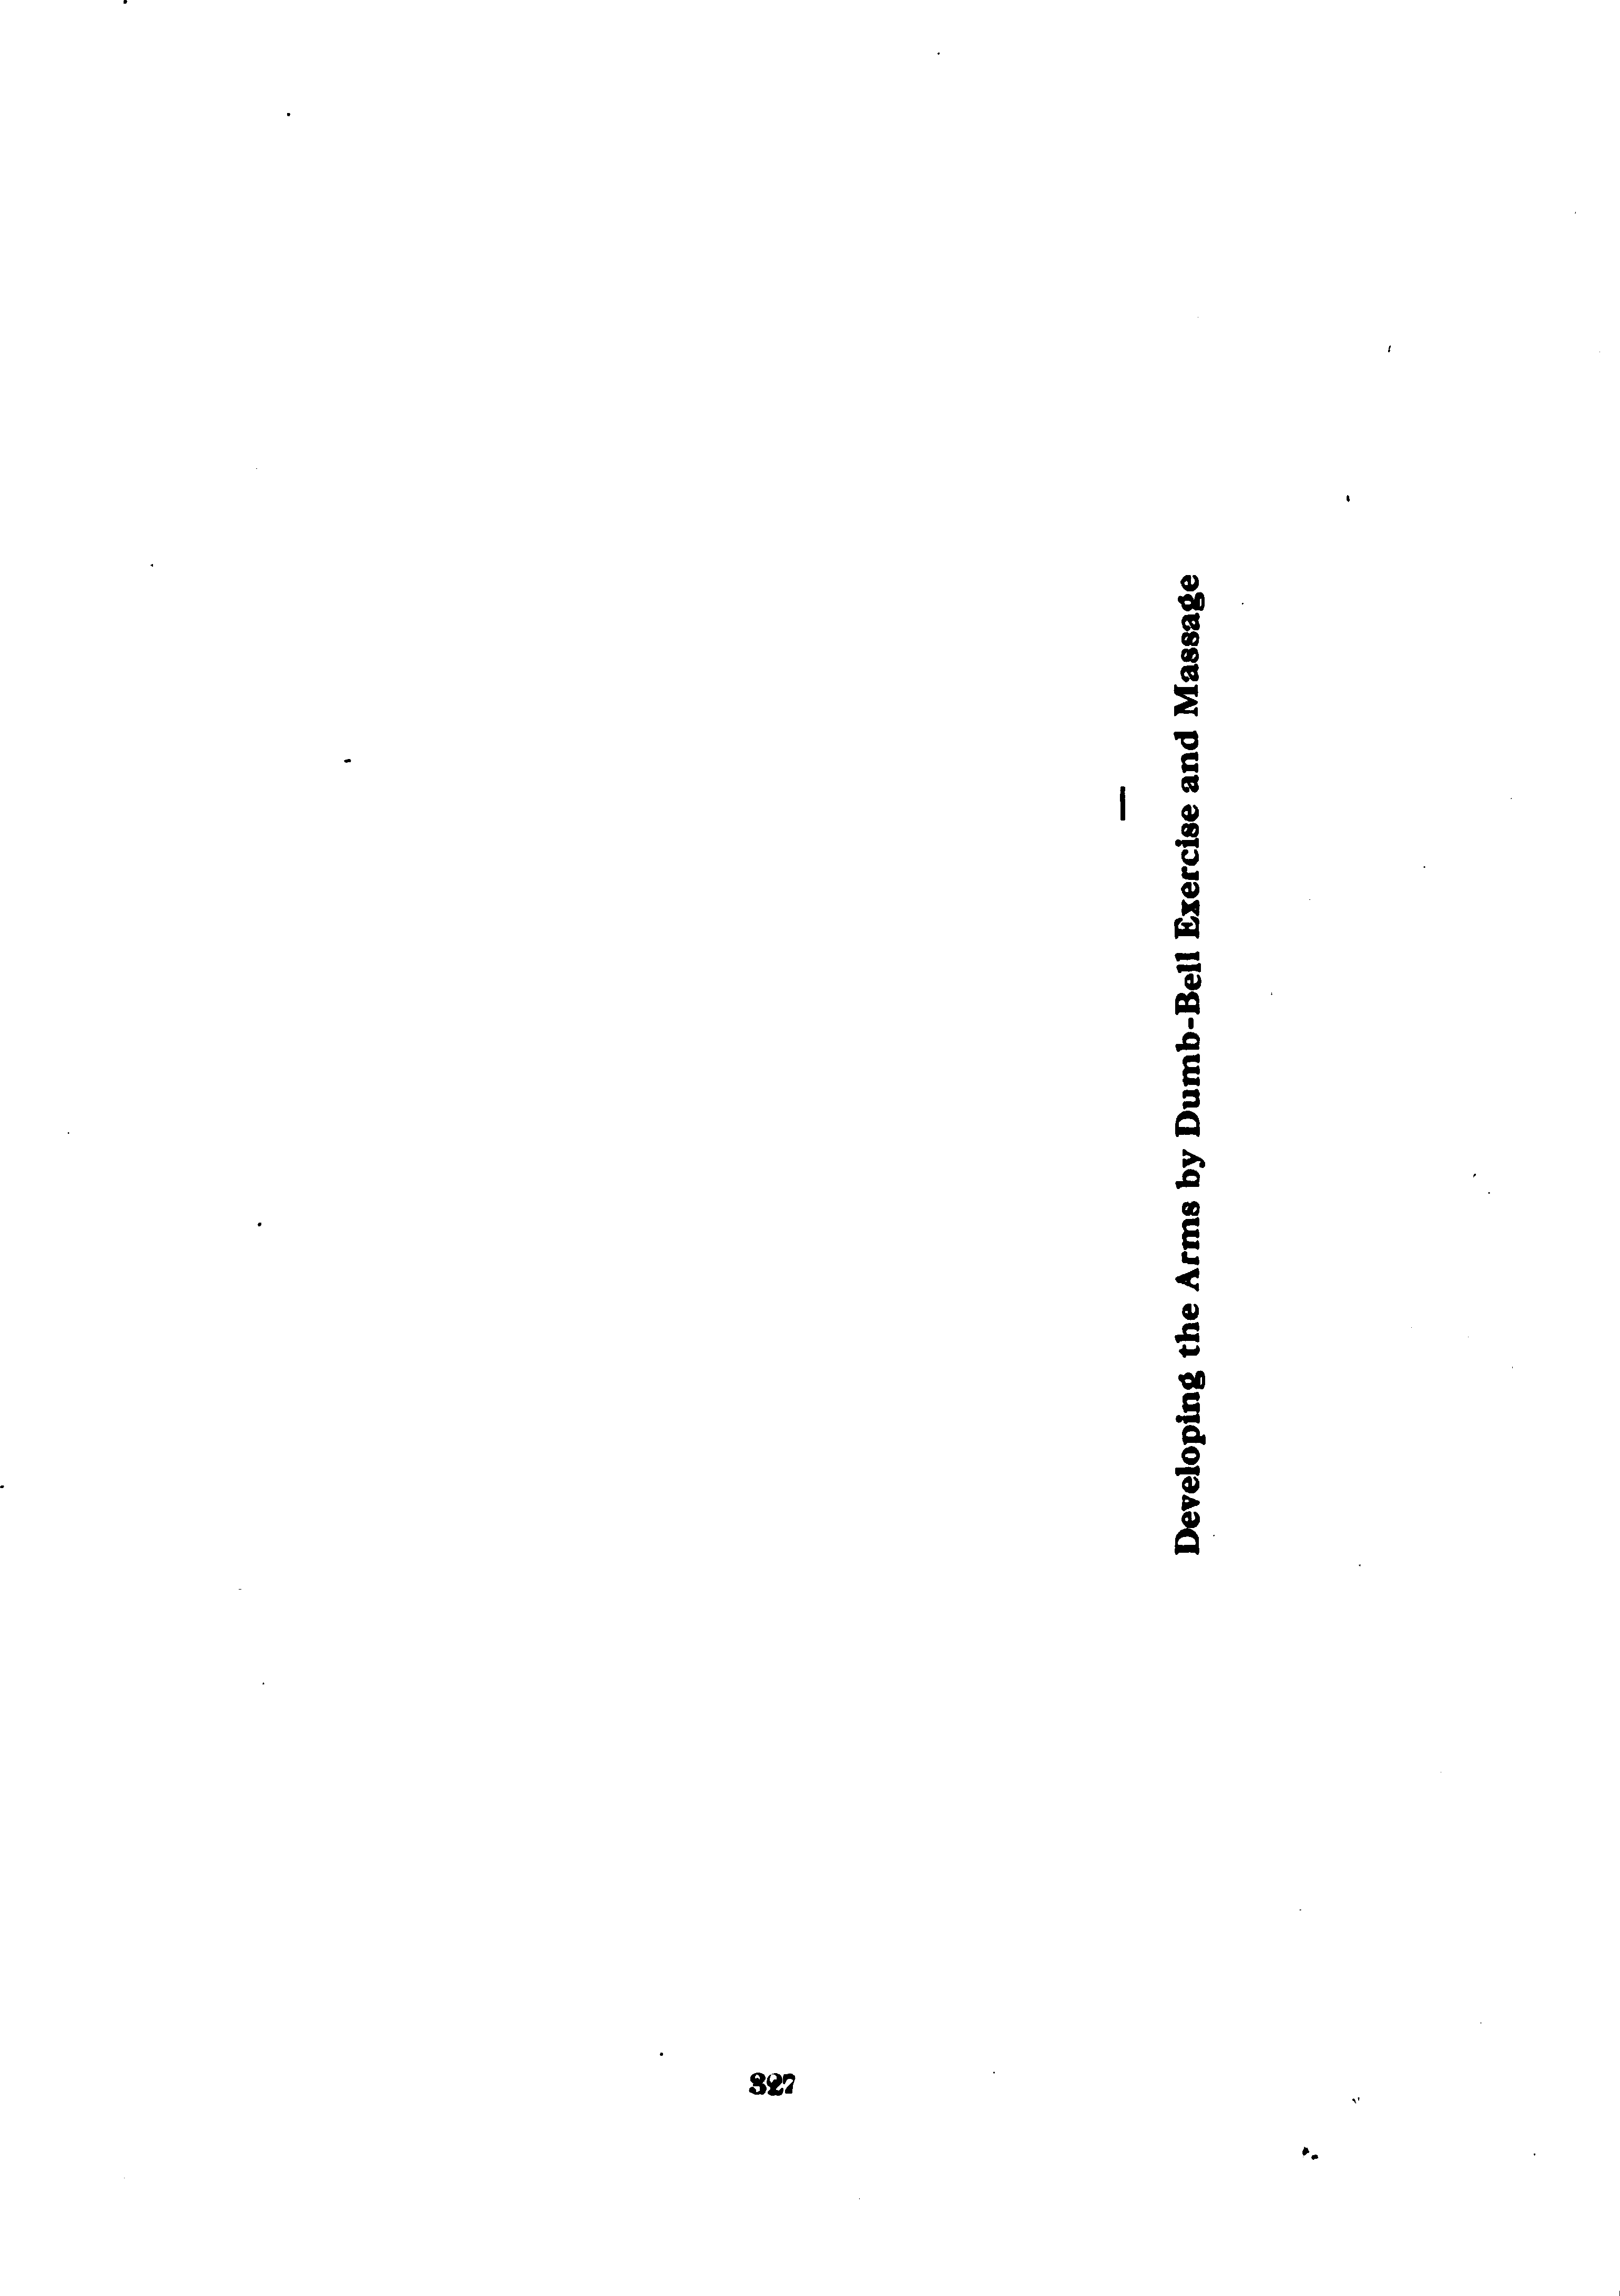 Developing the Arms by Dumb-Bell Exercise and Massage
327